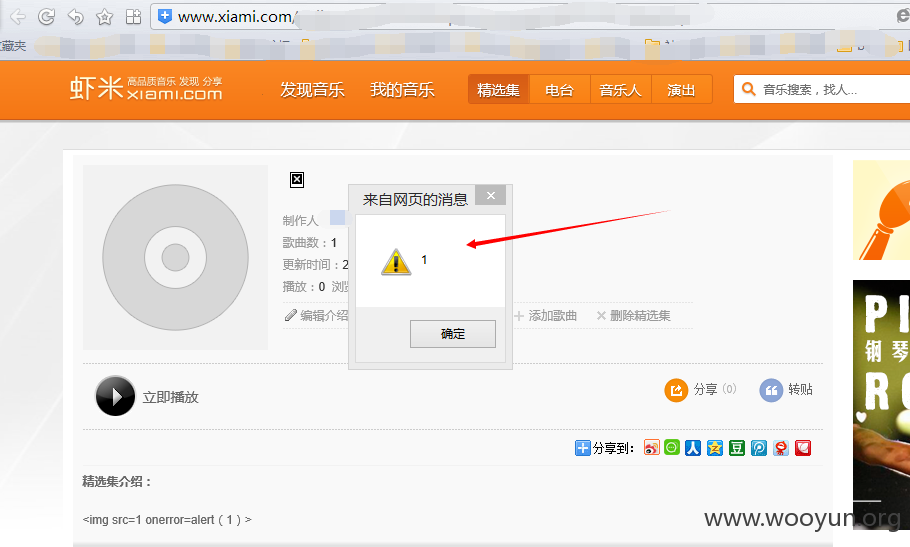 www.xiami.com/
藏夹
虾米 高品质音乐 发现 分享
xiami.com
发现音乐 我的音乐 精选集 电台 音乐人 演出 音乐搜索，找人...
来自网页的消息
制作人
歌曲数：1
更新时间：2
播放：0
1
确定
编辑介绍 添加歌曲 删除精选集
立即播放 分享 (0) 转贴
分享到：
精选集介绍：
<img src=1 onerror=alert（1）>
钢琴
www.wooyun.org